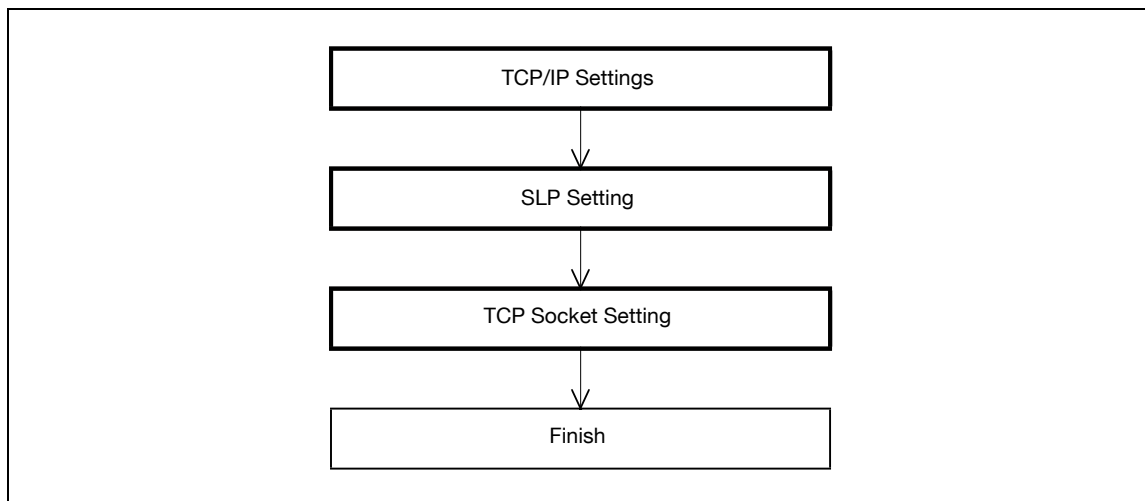 TCP/IP Settings
SLP Setting
TCP Socket Setting
Finish